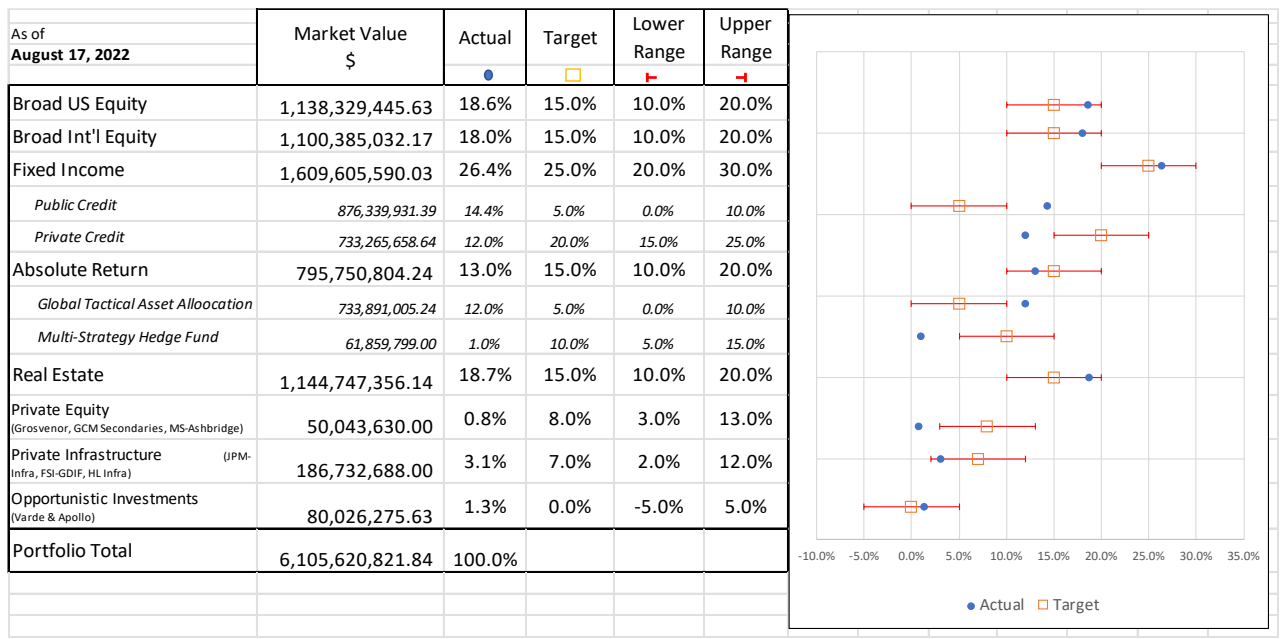 As of
August 17, 2022
Market Value
$
Actual
Target
Lower
Range
Upper
Range
Broad US Equity 1,138,329,445.63 18.6% 15.0% 10.0% 20.0%
Broad Int'l Equity 1,100,385,032.17 18.0% 15.0% 10.0% 20.0%
Fixed Income 1,609,605,590.03 26.4% 25.0% 20.0% 30.0%
Public Credit 876,339,931.39 14.4% 5.0% 0.0% 10.0%
Private Credit 733,265,658.64 12.0% 20.0% 15.0% 25.0%
Absolute Return 795,750,804.24 13.0% 15.0% 10.0% 20.0%
Global Tactical Asset Alloocation 733,891,005.24 12.0% 5.0% 0.0% 10.0%
Multi-Strategy Hedge Fund 61,859,799.00 1.0% 10.0% 5.0% 15.0%
Real Estate 1,144,747,356.14 18.7% 15.0% 10.0% 20.0%
Private Equity
(Grosvenor, GCM Secondaries, MS-Ashbridge) 50,043,630.00 0.8% 8.0% 3.0% 13.0%
Private Infrastructure (JPM-
Infra, FSI-GDIF, HL Infra) 186,732,688.00 3.1% 7.0% 2.0% 12.0%
Opportunistic Investments
(Varde & Apollo) 80,026,275.63 1.3% 0.0% -5.0% 5.0%
Portfolio Total 6,105,620,821.84 100.0%
-10.0% -5.0% 0.0% 5.0% 10.0% 15.0% 20.0% 25.0% 30.0% 35.0%
Actual Target